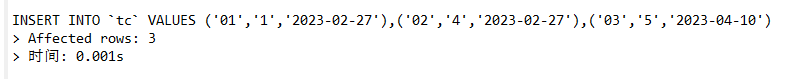 INSERT INTO `tc` VALUES ('01','1','2023-02-27'),('02','4','2023-02-27'),('03','5','2023-04-10')
> Affected rows: 3
> 时间: 0.001s